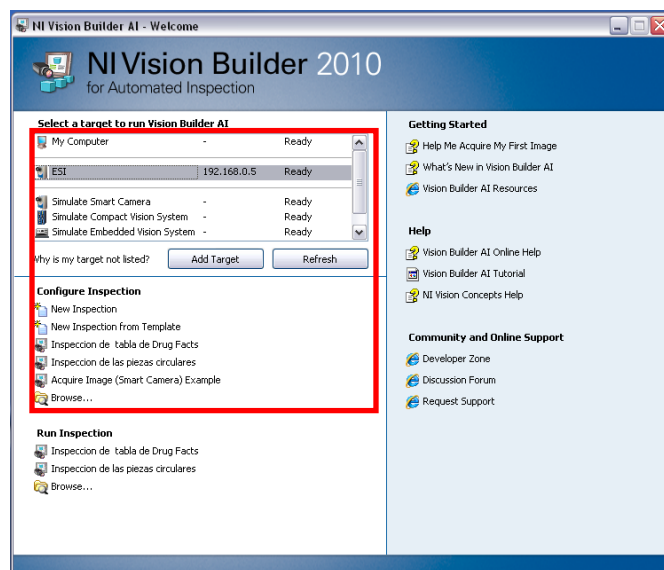 NI Vision Builder AI - Welcome
NI Vision Builder 2010
for Automated Inspection
Select a target to run Vision Builder AI
My Computer - Ready
ESI 192.168.0.5 Ready
Simulate Smart Camera - Ready
Simulate Compact Vision System - Ready
Simulate Embedded Vision System - Ready
Why is my target not listed? Add Target Refresh
Configure Inspection
New Inspection
New Inspection from Template
Inspeccion de tabla de Drug Facts
Inspeccion de las piezas circulares
Acquire Image (Smart Camera) Example
Browse...
Run Inspection
Inspeccion de tabla de Drug Facts
Inspeccion de las piezas circulares
Browse...
Getting Started
Help Me Acquire My First Image
What's New in Vision Builder AI
Vision Builder AI Resources
Help
Vision Builder AI Online Help
Vision Builder AI Tutorial
NI Vision Concepts Help
Community and Online Support
Developer Zone
Discussion Forum
Request Support